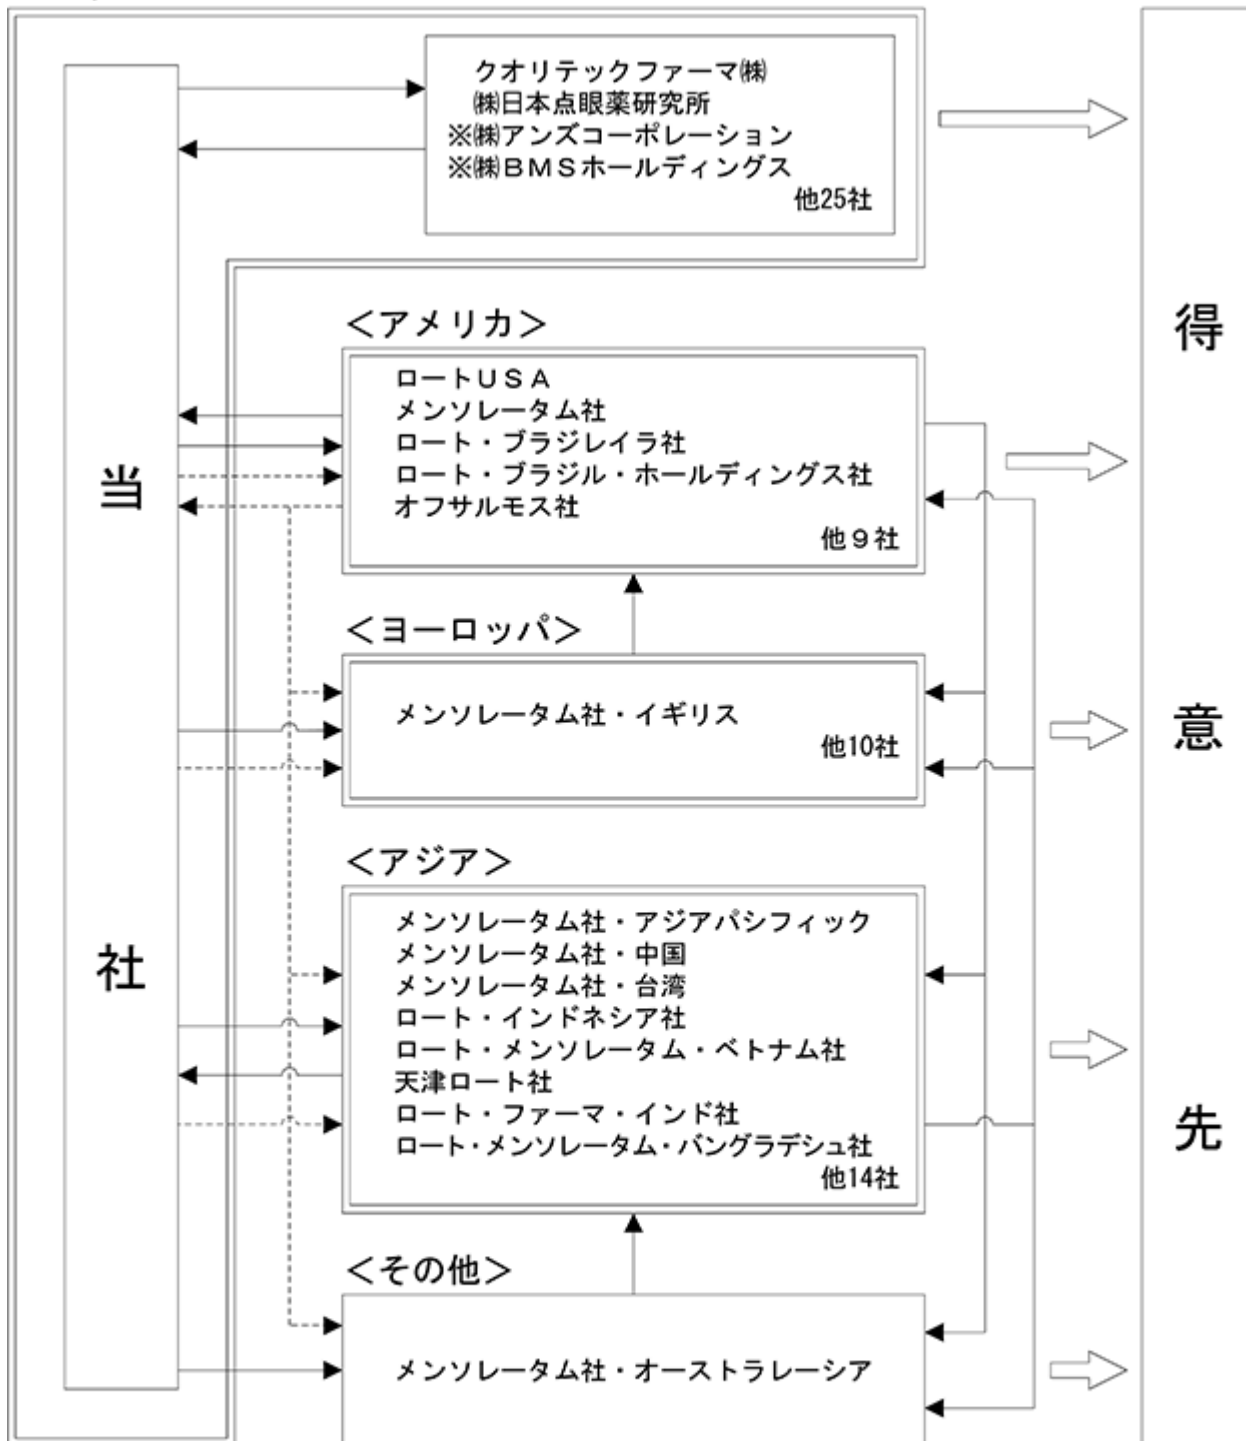 クオリテックファーマ㈱
㈱日本点眼薬研究所
※㈱アンズコーポレーション
※㈱ＢＭＳホールディングス
他25社
＜アメリカ＞
ロートＵＳＡ
メンソレータム社
ロート・ブラジレイラ社
ロート・ブラジル・ホールディングス社
オフサルモス社
他９社
＜ヨーロッパ＞
メンソレータム社・イギリス
他10社
＜アジア＞
メンソレータム社・アジアパシフィック
メンソレータム社・中国
メンソレータム社・台湾
ロート・インドネシア社
ロート・メンソレータム・ベトナム社
天津ロート社
ロート・ファーマ・インド社
ロート・メンソレータム・バングラデシュ社
他14社
＜その他＞
メンソレータム社・オーストラレーシア
当社
得意先